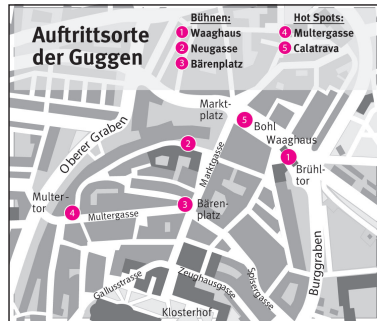 Auftrittsorte
der Guggen
Bühnen:
1 Waaghaus
2 Neugasse
3 Bärenplatz
Hot Spots:
4 Multergasse
5 Calatrava
Markt-
platz
5
Bohl
Waaghaus
1
Brühl-
tor
Oberer Graben
2
Marktgasse
Multer-
tor
4
Multergasse
3
Bären-
platz
Burggraben
Gallusstrasse
Zeughausgasse
Spisergasse
Klosterhof